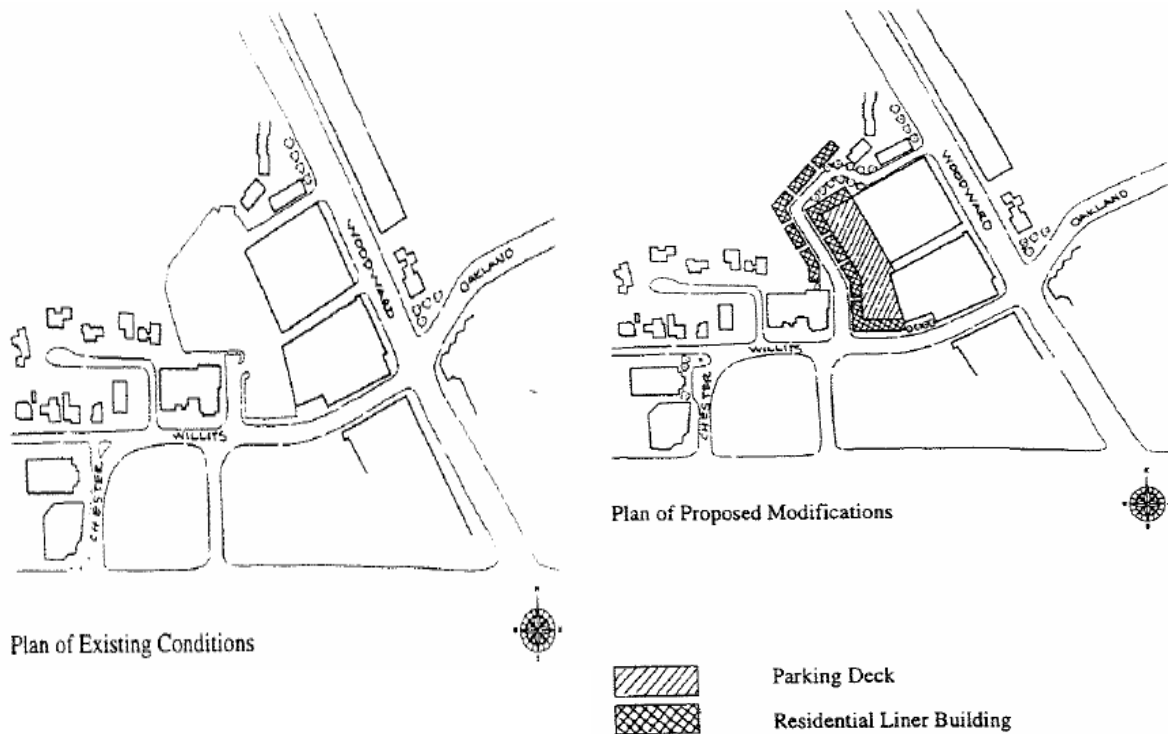 WOODWARD
OAKLAND
WILLITS
CHESTER
Plan of Existing Conditions
WOODWARD
OAKLAND
WILLITS
CHESTER
Plan of Proposed Modifications
Parking Deck
Residential Liner Building